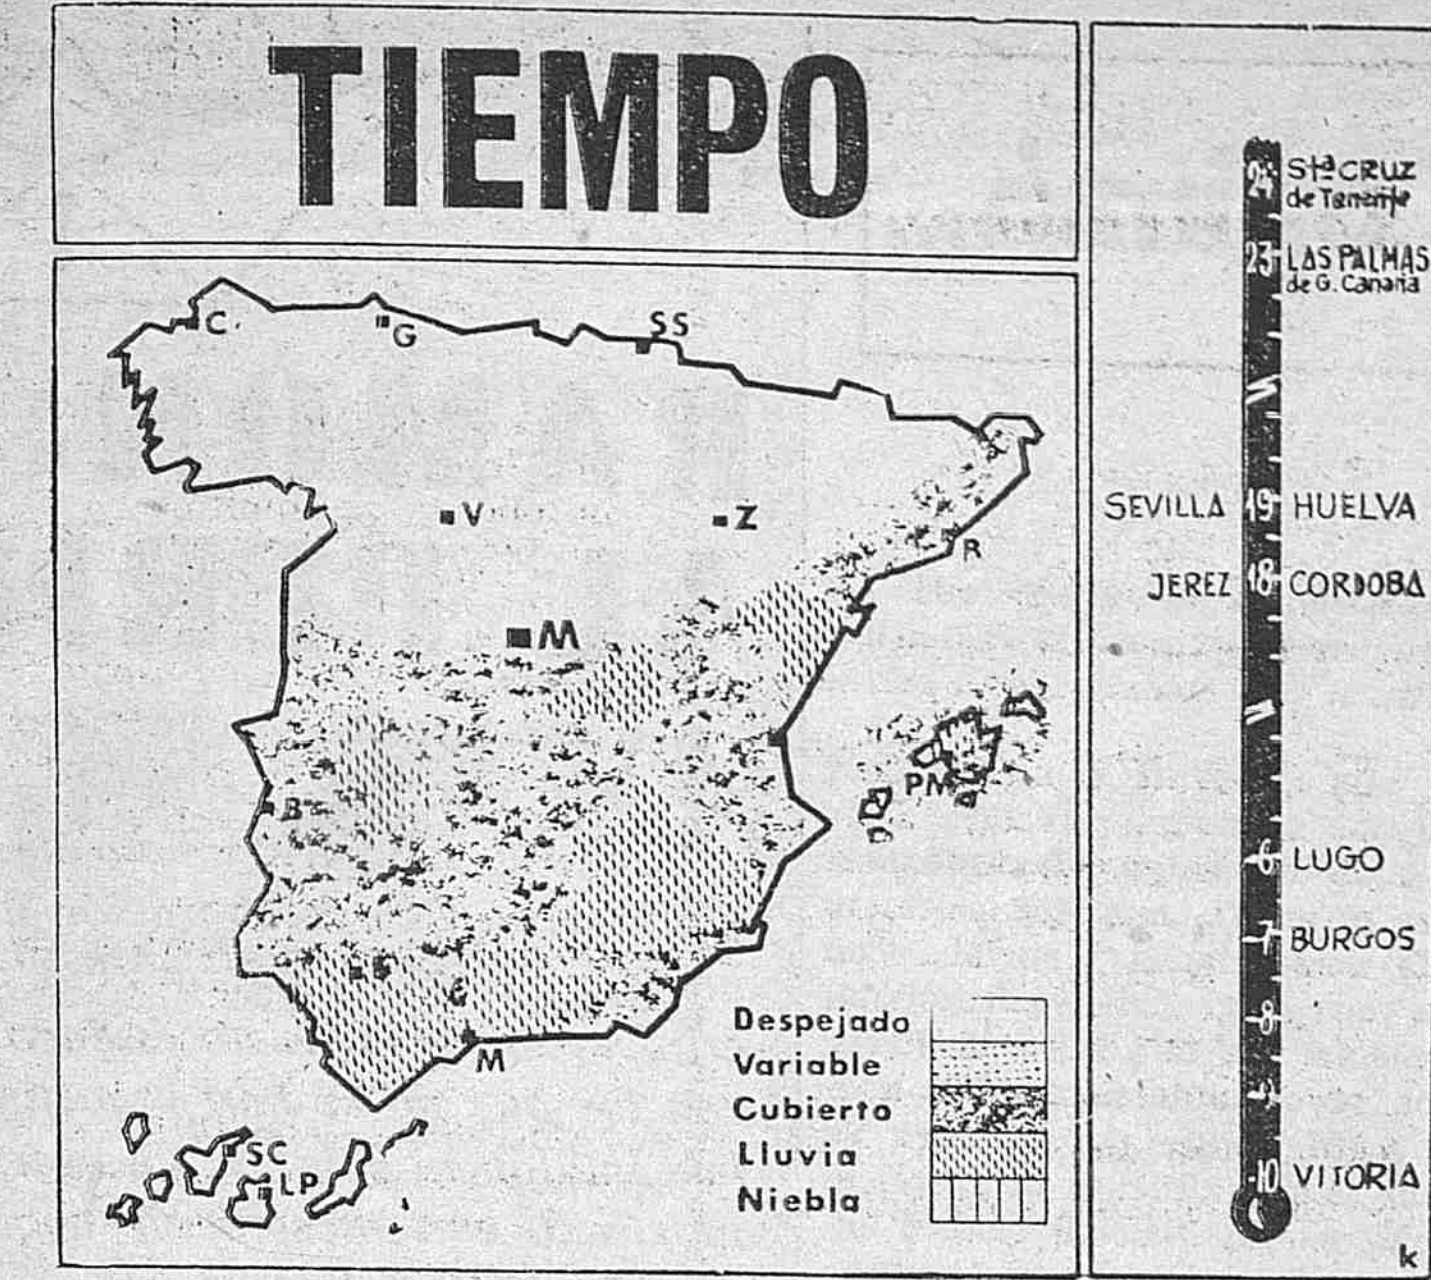 TIEMPO
C.
G
SS
V
Z
M
B
PM
G
M
SC
LP
Despejado
Variable
Cubierto
Lluvia
Niebla
24 Stª CRUZ
de Tenerife
23 LAS PALMAS
de G. Canaria
SEVILLA 19 HUELVA
JEREZ 18 CORDOBA
-6 LUGO
-7 BURGOS
-8
-9
-10 VITORIA
k